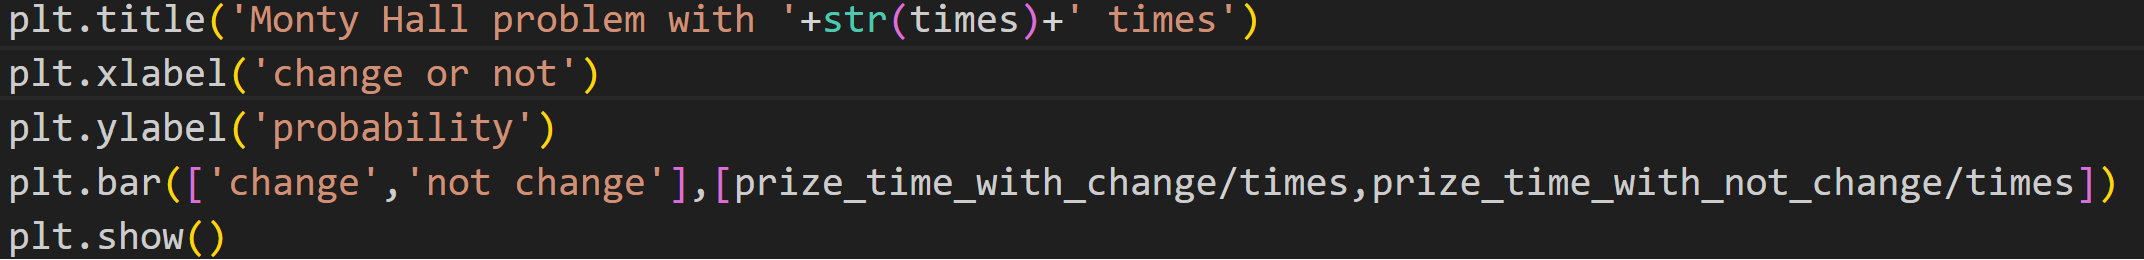 plt.title('Monty Hall problem with '+str(times)+' times')
plt.xlabel('change or not')
plt.ylabel('probability')
plt.bar(['change','not change'],[prize_time_with_change/times,prize_time_with_not_change/times])
plt.show()